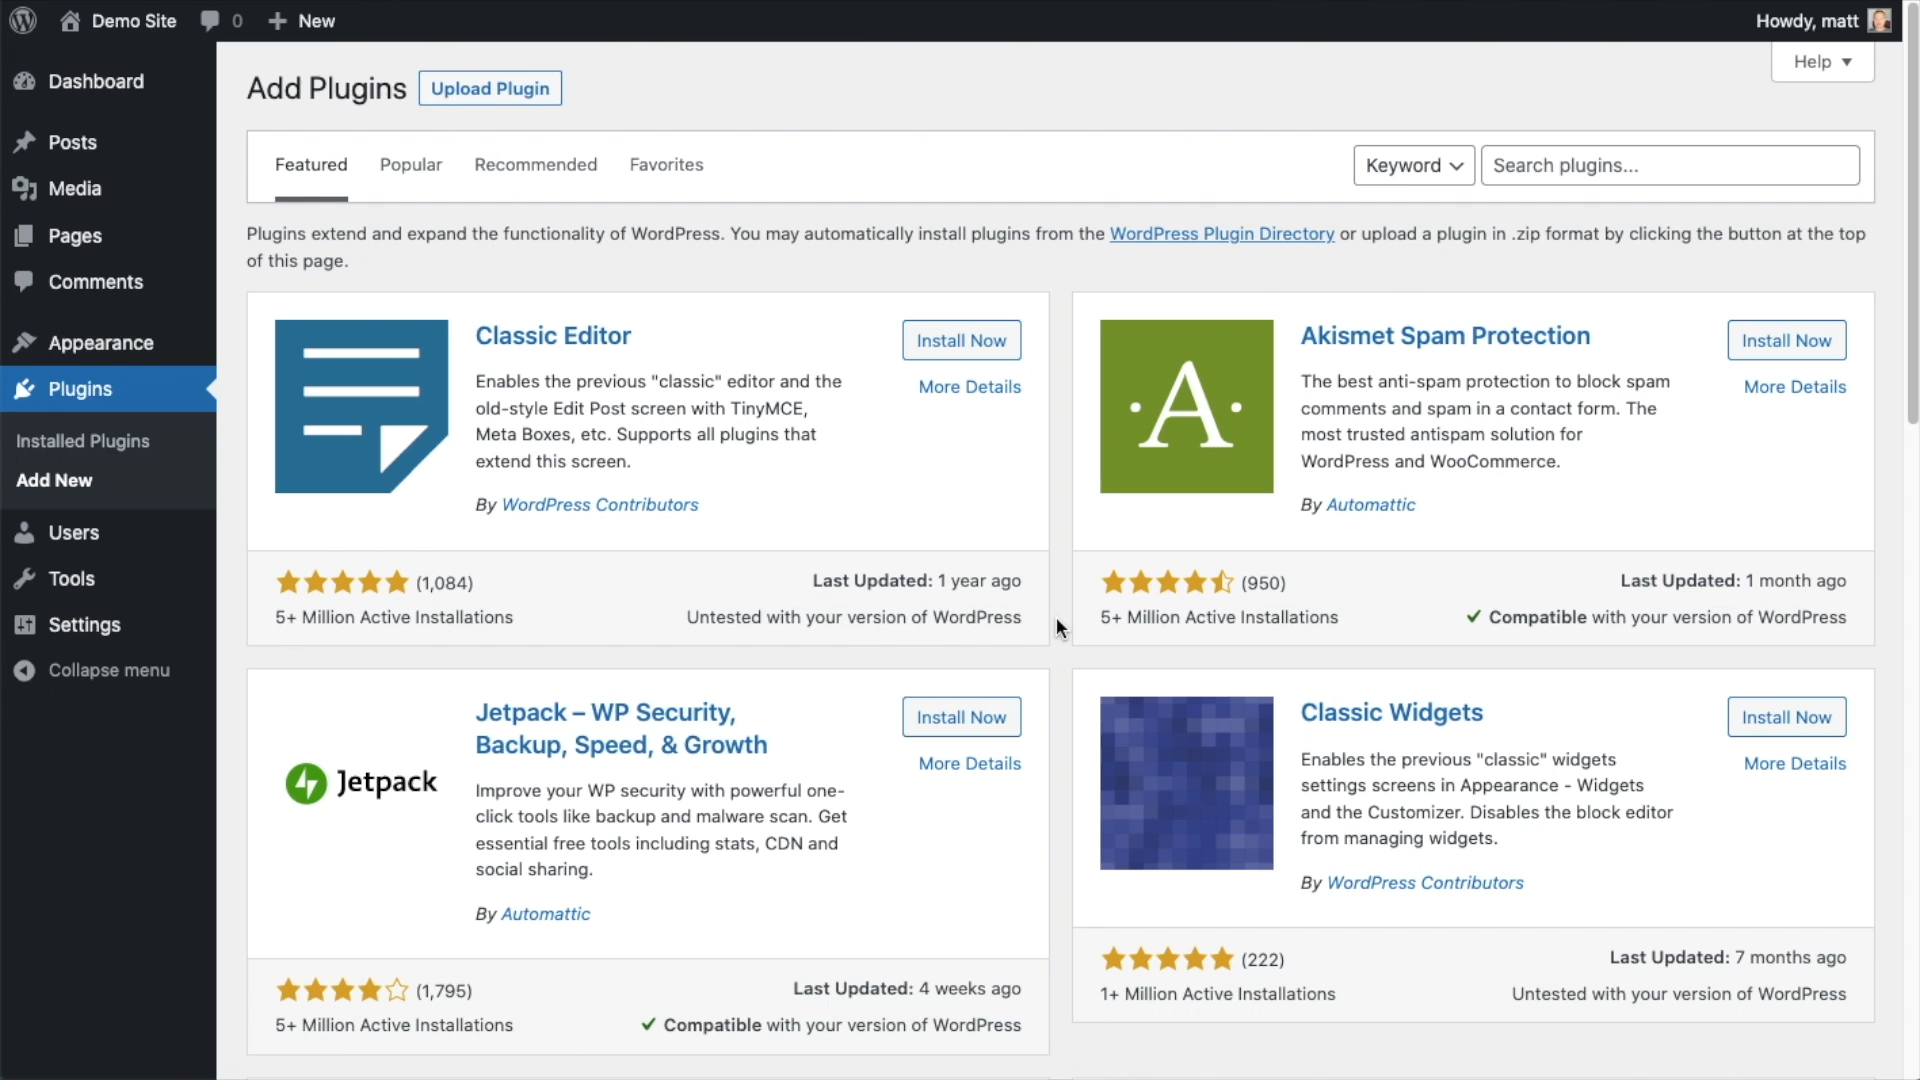 Demo Site
0
New
Howdy, matt
Help
Dashboard
Posts
Media
Pages
Comments
Appearance
Plugins
Installed Plugins
Add New
Users
Tools
Settings
Collapse menu
Add Plugins
Upload Plugin
Featured
Popular
Recommended
Favorites
Keyword
Search plugins...
Plugins extend and expand the functionality of WordPress. You may automatically install plugins from the WordPress Plugin Directory or upload a plugin in .zip format by clicking the button at the top
of this page.
Classic Editor
Install Now
More Details
Enables the previous "classic" editor and the
old-style Edit Post screen with TinyMCE,
Meta Boxes, etc. Supports all plugins that
extend this screen.
By WordPress Contributors
(1,084)
Last Updated: 1 year ago
5+ Million Active Installations
Untested with your version of WordPress
A
Akismet Spam Protection
Install Now
More Details
The best anti-spam protection to block spam
comments and spam in a contact form. The
most trusted antispam solution for
WordPress and WooCommerce.
By Automattic
(950)
Last Updated: 1 month ago
5+ Million Active Installations
Compatible with your version of WordPress
Jetpack
Jetpack – WP Security,
Backup, Speed, & Growth
Install Now
More Details
Improve your WP security with powerful one-
click tools like backup and malware scan. Get
essential free tools including stats, CDN and
social sharing.
By Automattic
(1,795)
Last Updated: 4 weeks ago
5+ Million Active Installations
Compatible with your version of WordPress
Classic Widgets
Install Now
More Details
Enables the previous "classic" widgets
settings screens in Appearance - Widgets
and the Customizer. Disables the block editor
from managing widgets.
By WordPress Contributors
(222)
Last Updated: 7 months ago
1+ Million Active Installations
Untested with your version of WordPress